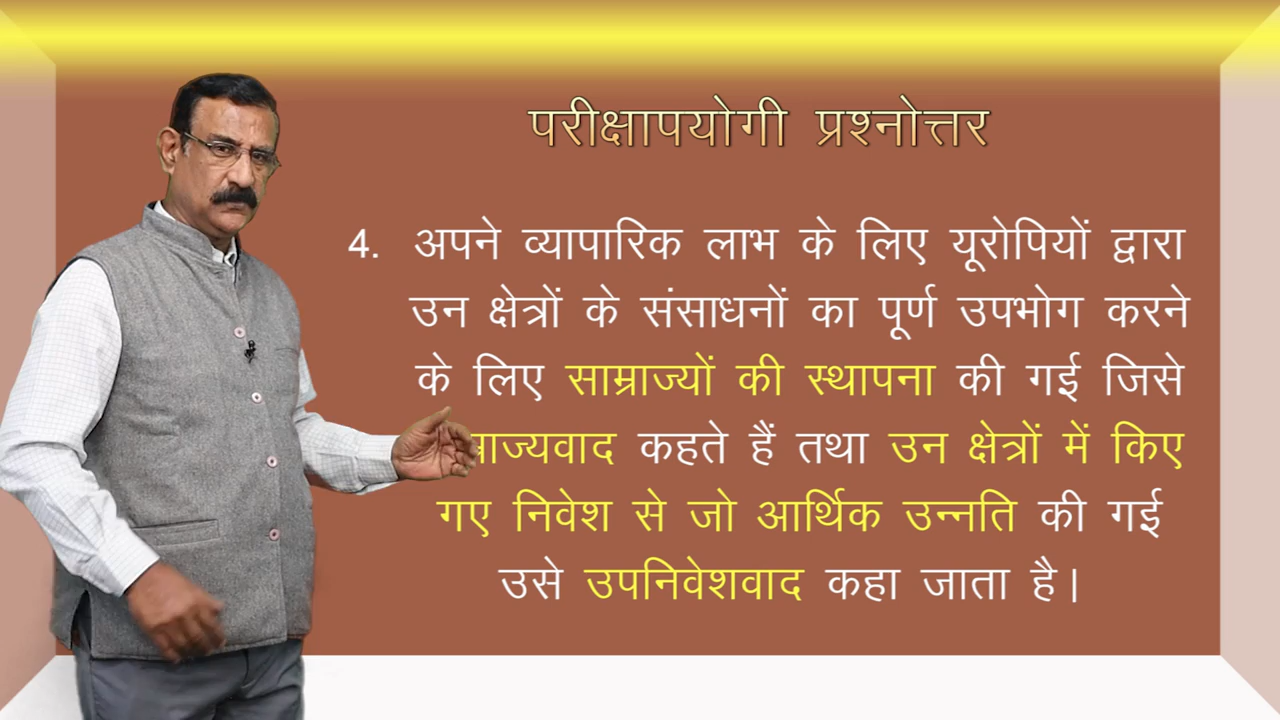 परीक्षापयोगी प्रश्नोत्तर
4. अपने व्यापारिक लाभ के लिए यूरोपियों द्वारा
उन क्षेत्रों के संसाधनों का पूर्ण उपभोग करने
के लिए साम्राज्यों की स्थापना की गई जिसे
कहते हैं तथा उन क्षेत्रों में किए
गए निवेश से जो आर्थिक उन्नति की गई
उसे उपनिवेशवाद कहा जाता है।